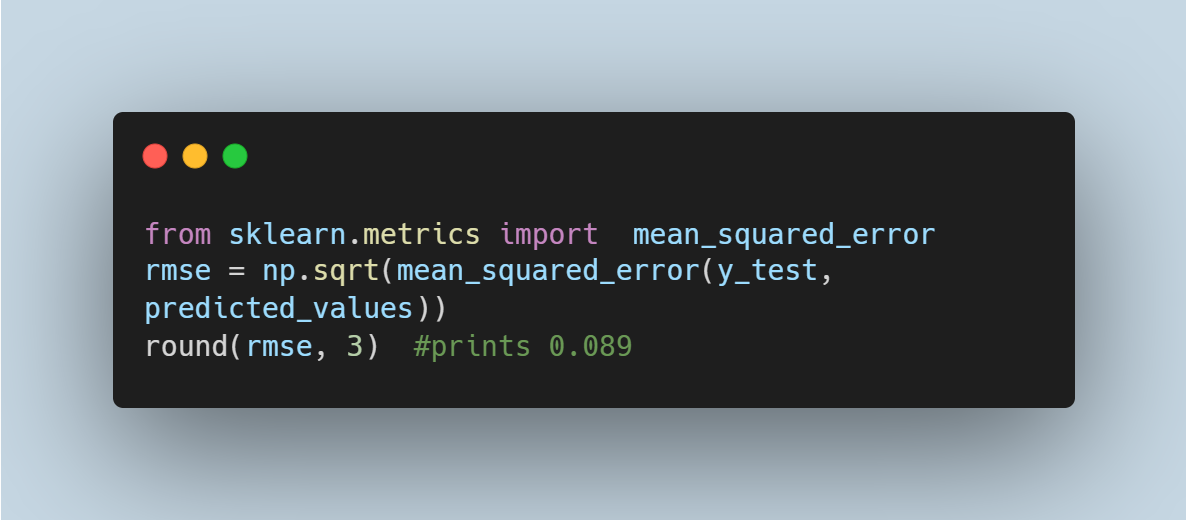 from sklearn.metrics import  mean_squared_error
rmse = np.sqrt(mean_squared_error(y_test,
predicted_values))
round(rmse, 3)  #prints 0.089